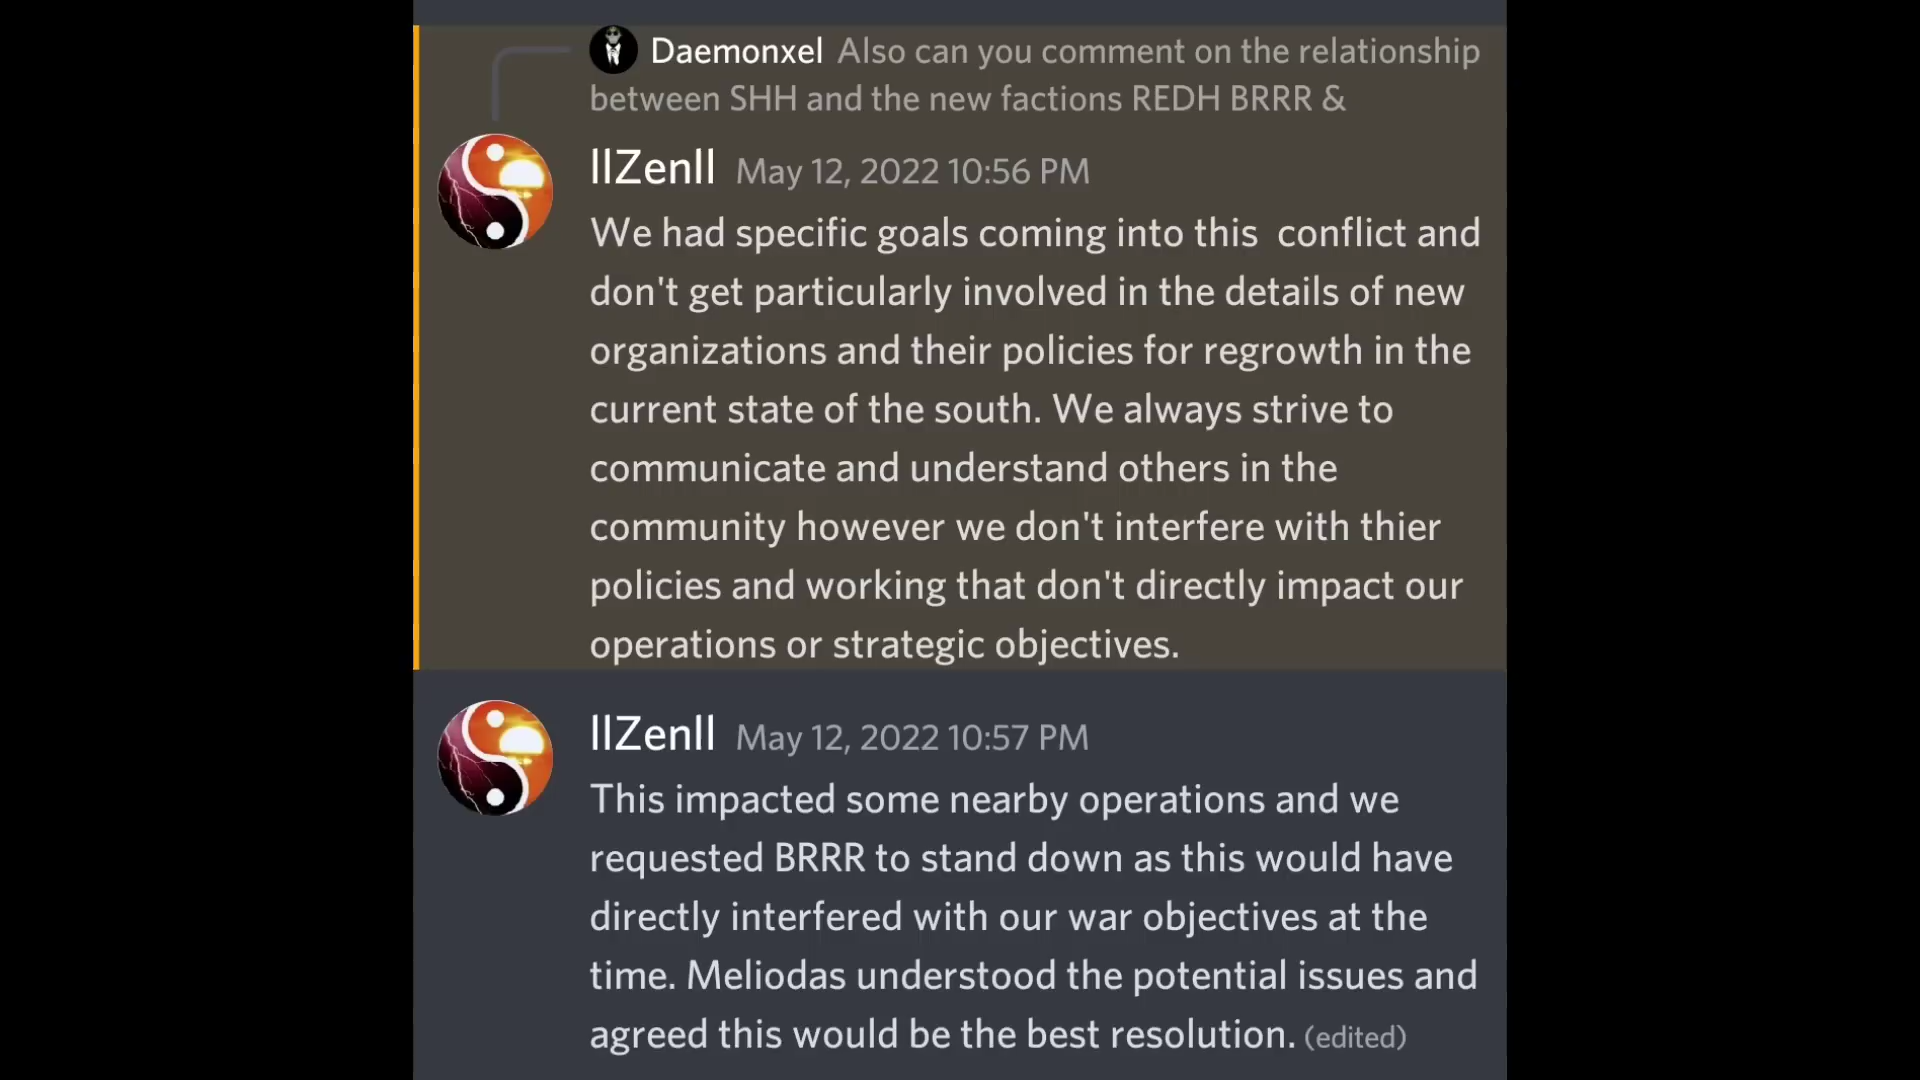 Daemonxel Also can you comment on the relationship
between SHH and the new factions REDH BRRR &
llZenll May 12, 2022 10:56 PM
We had specific goals coming into this  conflict and
don't get particularly involved in the details of new
organizations and their policies for regrowth in the
current state of the south. We always strive to
communicate and understand others in the
community however we don't interfere with thier
policies and working that don't directly impact our
operations or strategic objectives.
llZenll May 12, 2022 10:57 PM
This impacted some nearby operations and we
requested BRRR to stand down as this would have
directly interfered with our war objectives at the
time. Meliodas understood the potential issues and
agreed this would be the best resolution. (edited)